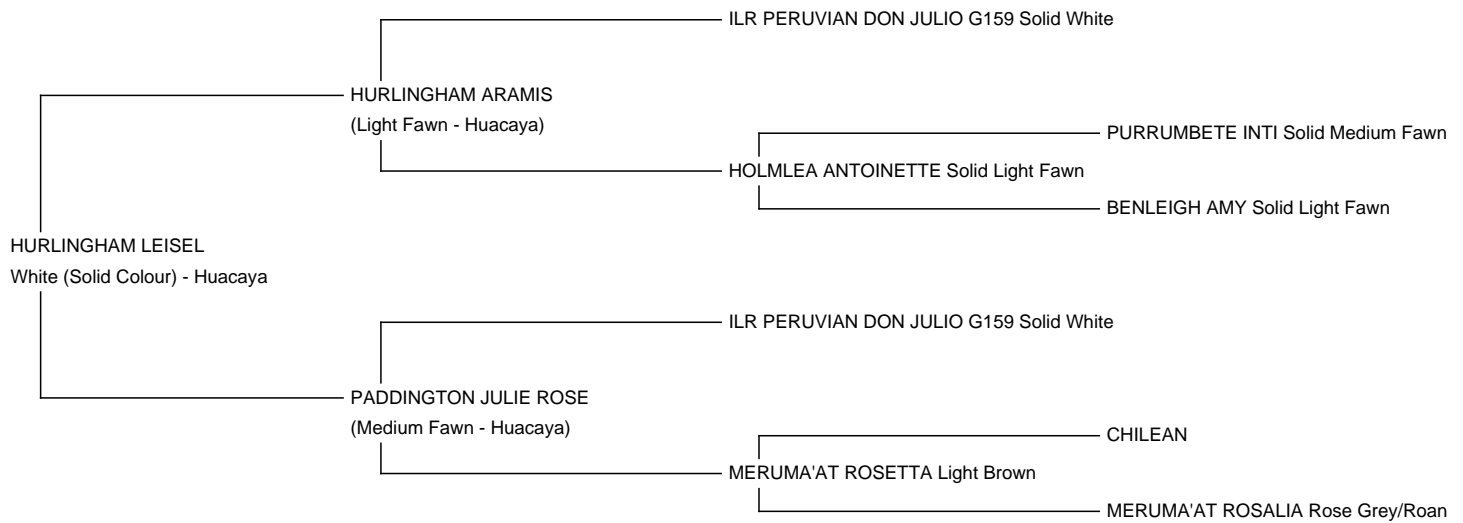 ILR PERUVIAN DON JULIO G159 Solid White
HURLINGHAM ARAMIS
(Light Fawn - Huacaya)
PURRUMBETE INTI Solid Medium Fawn
HOLMLEA ANTOINETTE Solid Light Fawn
BENLEIGH AMY Solid Light Fawn
HURLINGHAM LEISEL
White (Solid Colour) - Huacaya
ILR PERUVIAN DON JULIO G159 Solid White
PADDINGTON JULIE ROSE
(Medium Fawn - Huacaya)
CHILEAN
MERUMA'AT ROSETTA Light Brown
MERUMA'AT ROSALIA Rose Grey/Roan